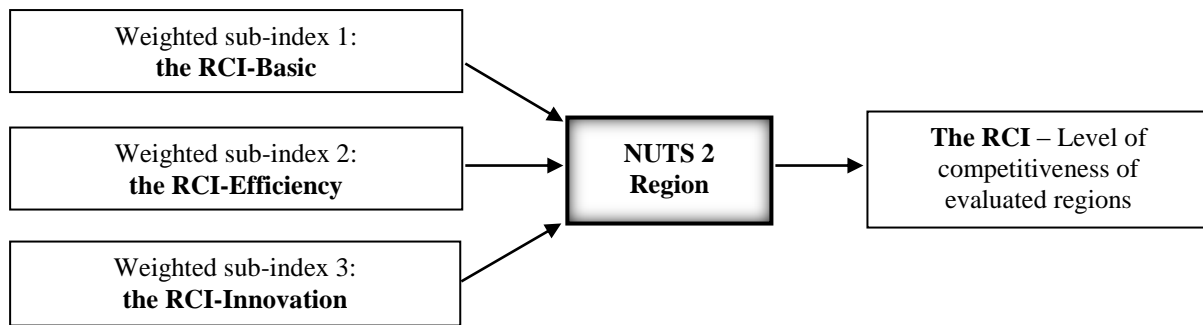 Weighted sub-index 1:
the RCI-Basic
Weighted sub-index 2:
the RCI-Efficiency
Weighted sub-index 3:
the RCI-Innovation
NUTS 2
Region
The RCI – Level of
competitiveness of
evaluated regions